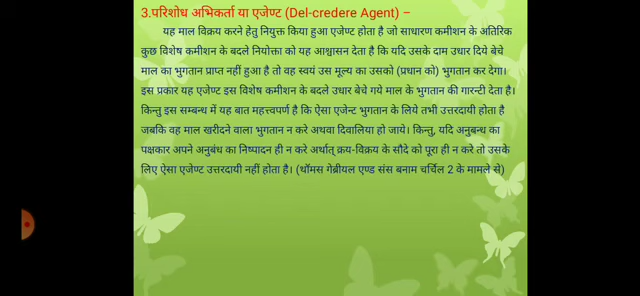 3.परिशोध अभिकर्ता या एजेण्ट (Del-credere Agent) –
यह माल विक्रय करने हेतु नियुक्त किया हुआ एजेण्ट होता है जो साधारण कमीशन के अतिरिक
कुछ विशेष कमीशन के बदले नियोक्ता को यह आश्वासन देता है कि यदि उसके दाम उधार दिये बेचे
माल का भुगतान प्राप्त नहीं हुआ है तो वह स्वयं उस मूल्य का उसको (प्रधान को) भुगतान कर देगा।
इस प्रकार यह एजेण्ट इस विशेष कमीशन के बदले उधार बेचे गये माल के भुगतान की गारन्टी देता है।
किन्तु इस सम्बन्ध में यह बात महत्त्वपर्ण है कि ऐसा एजेन्ट भुगतान के लिये तभी उत्तरदायी होता है
जबकि वह माल खरीदने वाला भुगतान न करे अथवा दिवालिया हो जाये। किन्तु, यदि अनुबन्ध का
पक्षकार अपने अनुबंध का निष्पादन ही न करे अर्थात् क्रय-विक्रय के सौदे को पूरा ही न करे तो उसके
लिए ऐसा एजेण्ट उत्तरदायी नहीं होता है। (थॉमस गेब्रीयल एण्ड संस बनाम चर्चिल 2 के मामले से)